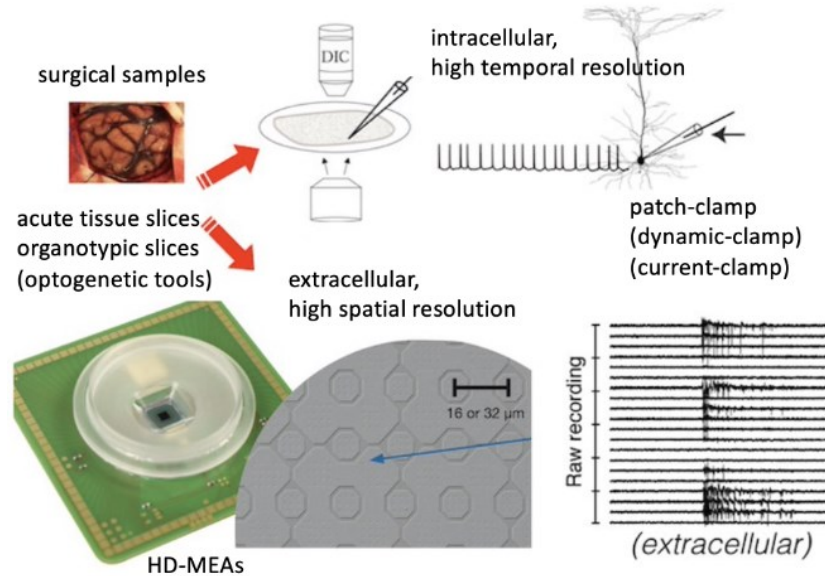 surgical samples
DIC
intracellular,
high temporal resolution
acute tissue slices
organotypic slices
(optogenetic tools)
patch-clamp
(dynamic-clamp)
(current-clamp)
extracellular,
high spatial resolution
16 or 32 µm
Raw recording
(extracellular)
HD-MEAs